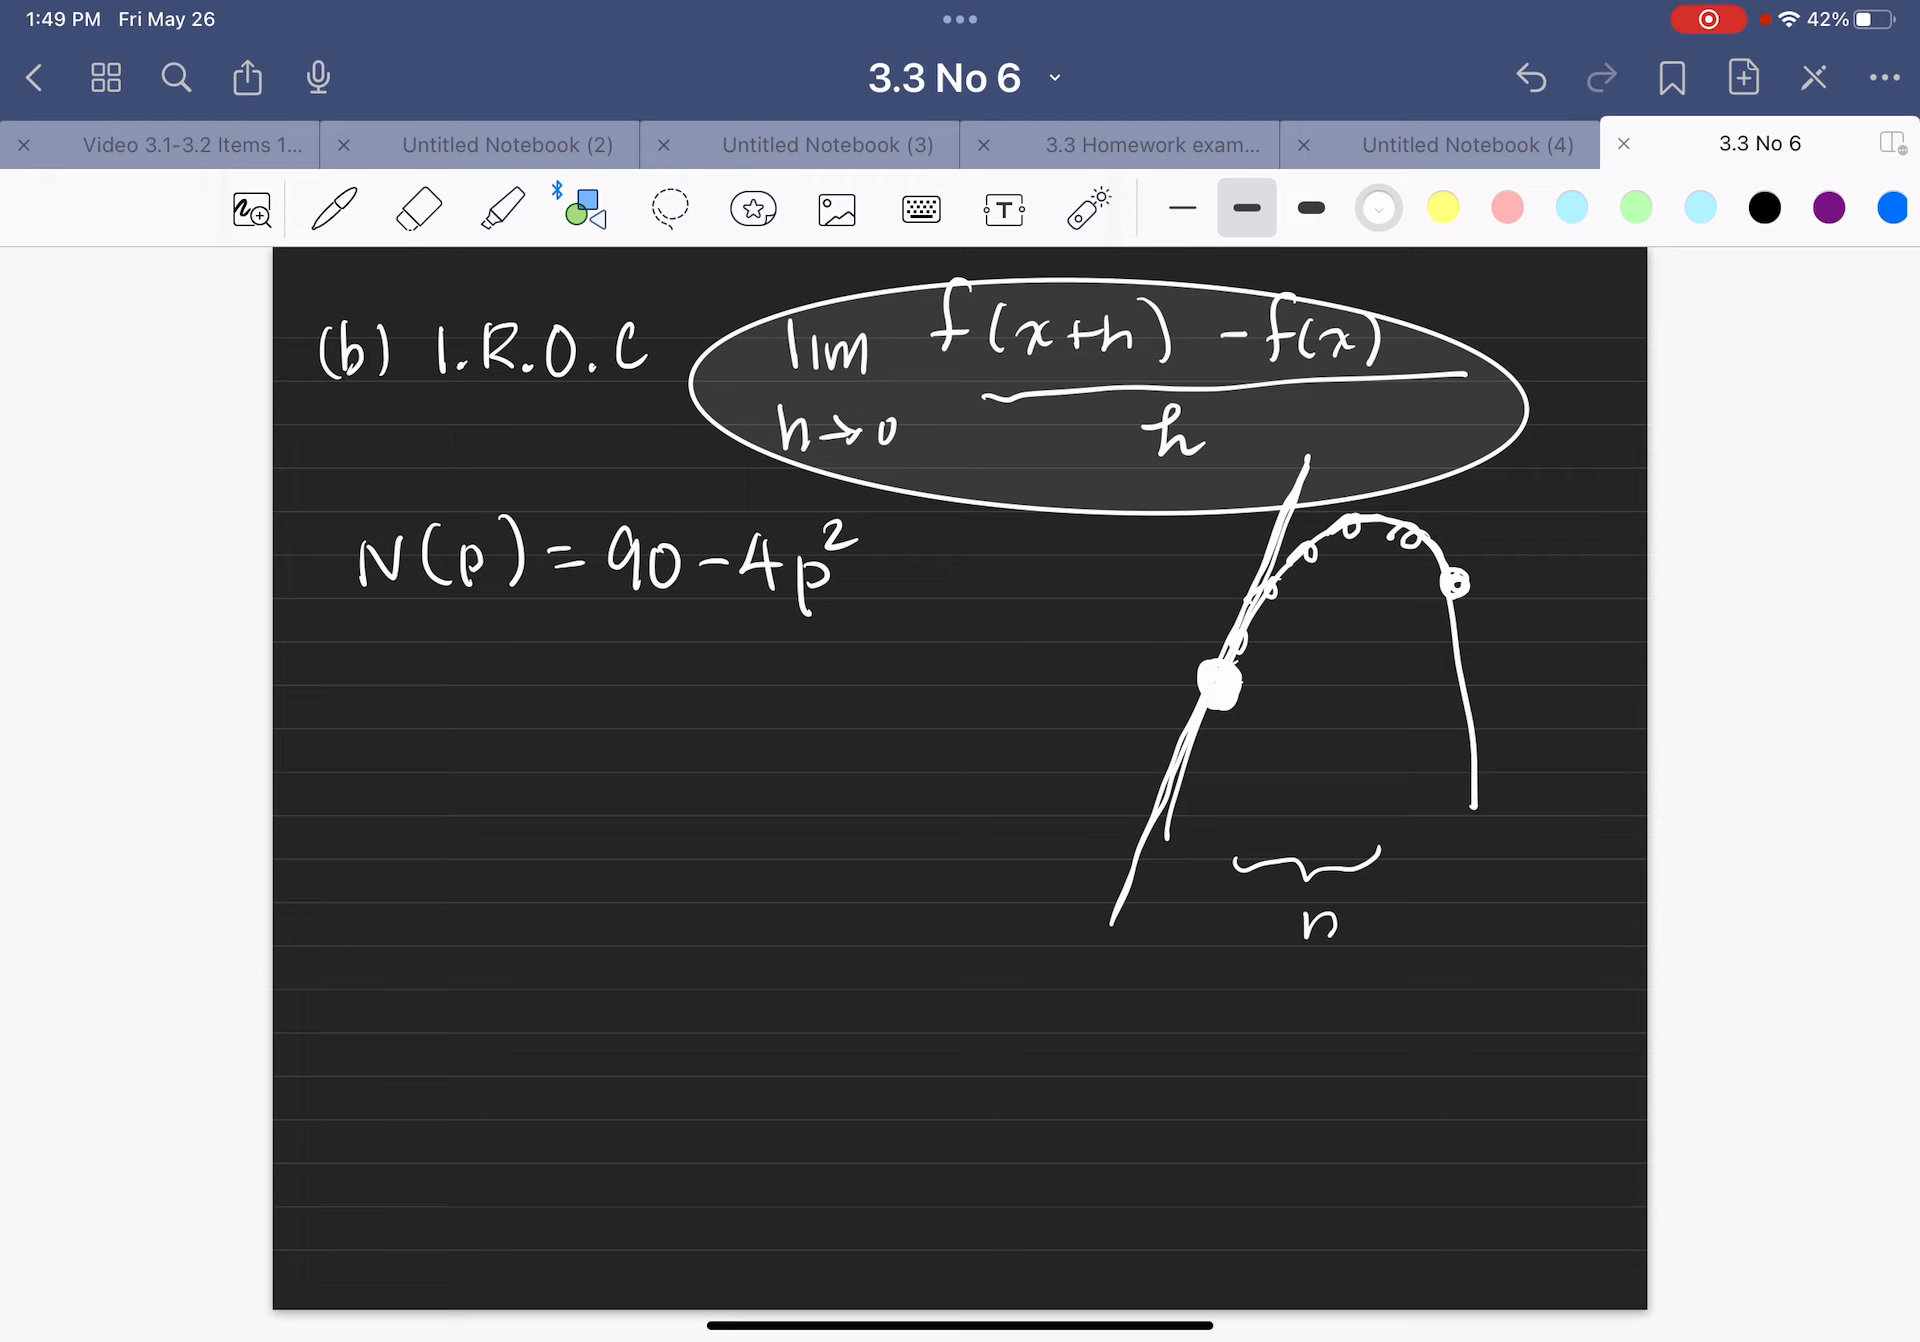 1:49 PM Fri May 26
42%
3.3 No 6
Video 3.1-3.2 Items 1...
Untitled Notebook (2)
Untitled Notebook (3)
3.3 Homework exam...
Untitled Notebook (4)
3.3 No 6
T
(b) I.R.O.C
lim f(x+h) - f(x)
h→0 h
N(p) = 90 - 4p²
n